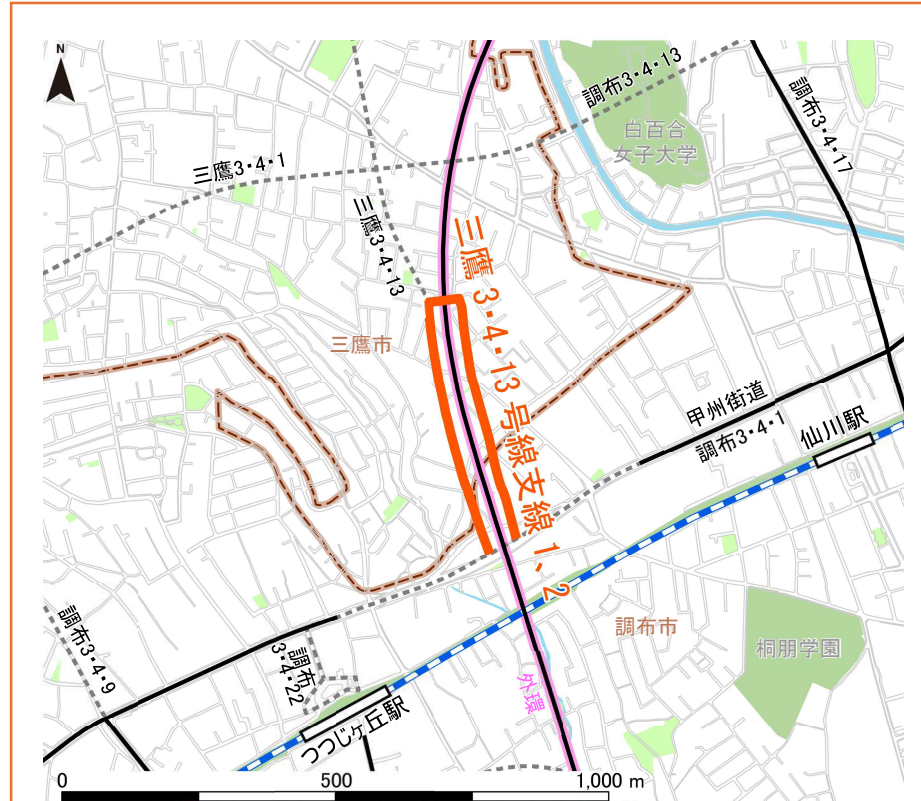 N
調布3・4・13
調布3・4・17
白百合
女子大学
三鷹3・4・1
三鷹3・4・13
三鷹 3・4・13号線支線 1、2
三鷹市
甲州街道
調布3・4・1
仙川駅
調布市
桐朋学園
調布3・4・9
調布
3・4・22
つつじヶ丘駅
外環
0
500
1,000 m